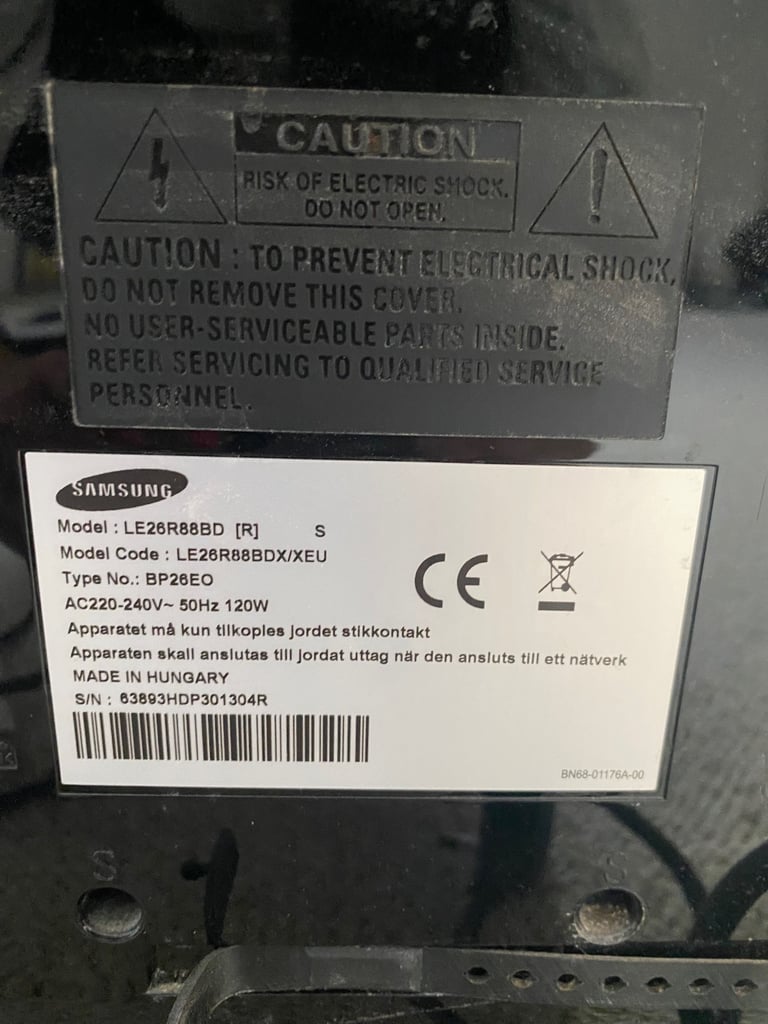 CAUTION
RISK OF ELECTRIC SHOCK.
DO NOT OPEN.
CAUTION : TO PREVENT ELECTRICAL SHOCK,
DO NOT REMOVE THIS COVER.
NO USER-SERVICEABLE PARTS INSIDE.
REFER SERVICING TO QUALIFIED SERVICE
PERSONNEL.
SAMSUNG
Model : LE26R88BD [R] S
Model Code : LE26R88BDX/XEU
Type No.: BP26EO
AC220-240V~ 50Hz 120W
Apparatet må kun tilkoples jordet stikkontakt
Apparaten skall anslutas till jordat uttag när den ansluts till ett nätverk
MADE IN HUNGARY
S/N : 63893HDP301304R
CE
BN68-01176A-00
S S